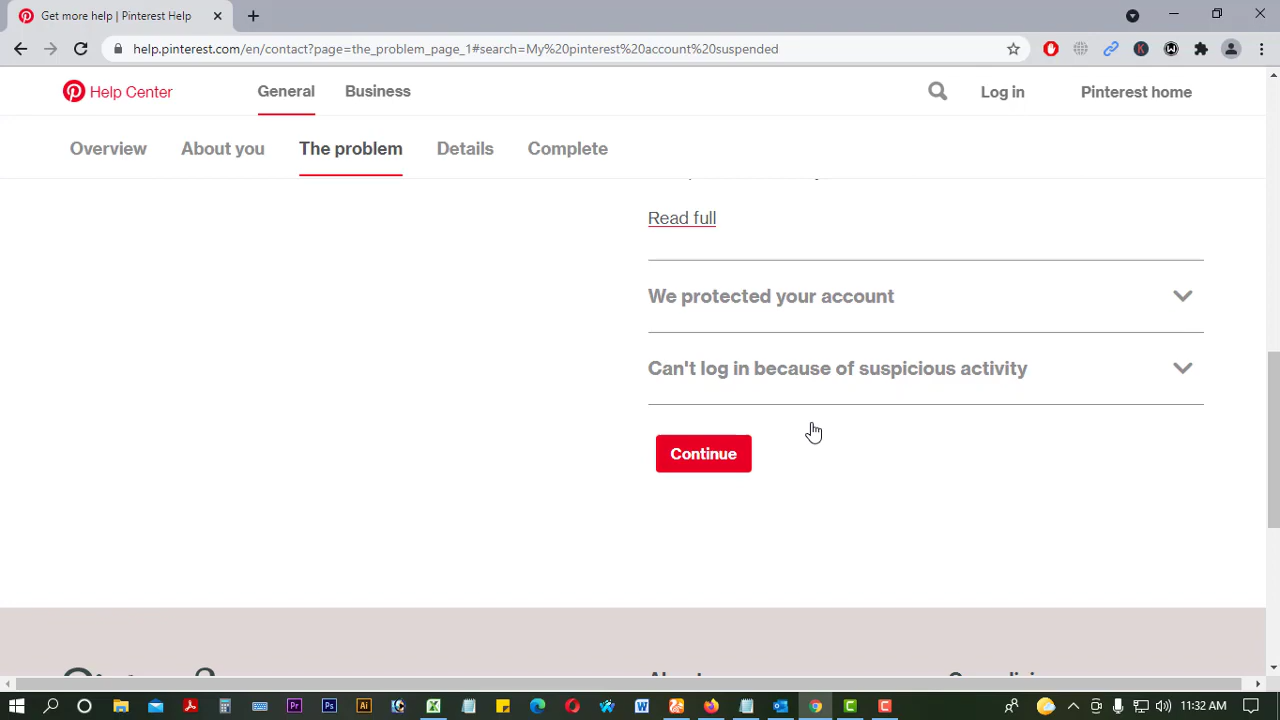 Get more help | Pinterest Help
help.pinterest.com/en/contact?page=the_problem_page_1#search=My%20pinterest%20account%20suspended
Help Center
General
Business
Log in
Pinterest home
Overview
About you
The problem
Details
Complete
Read full
We protected your account
Can't log in because of suspicious activity
Continue
11:32 AM